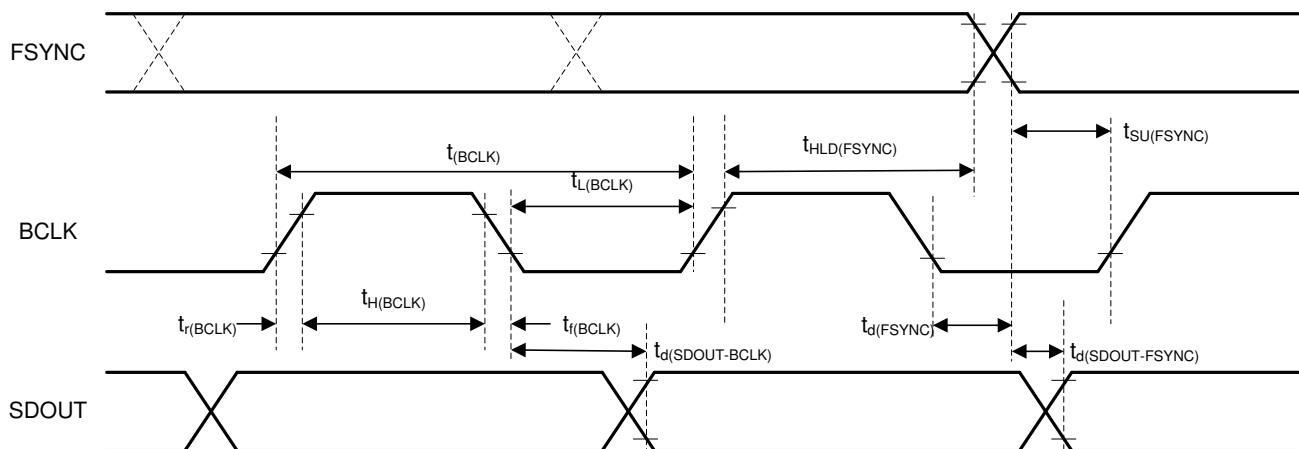 FSYNC
t(BCLK)
tHLD(FSYNC)
tSU(FSYNC)
tL(BCLK)
BCLK
tr(BCLK)
tH(BCLK)
tf(BCLK)
td(FSYNC)
td(SDOUT-BCLK)
td(SDOUT-FSYNC)
SDOUT